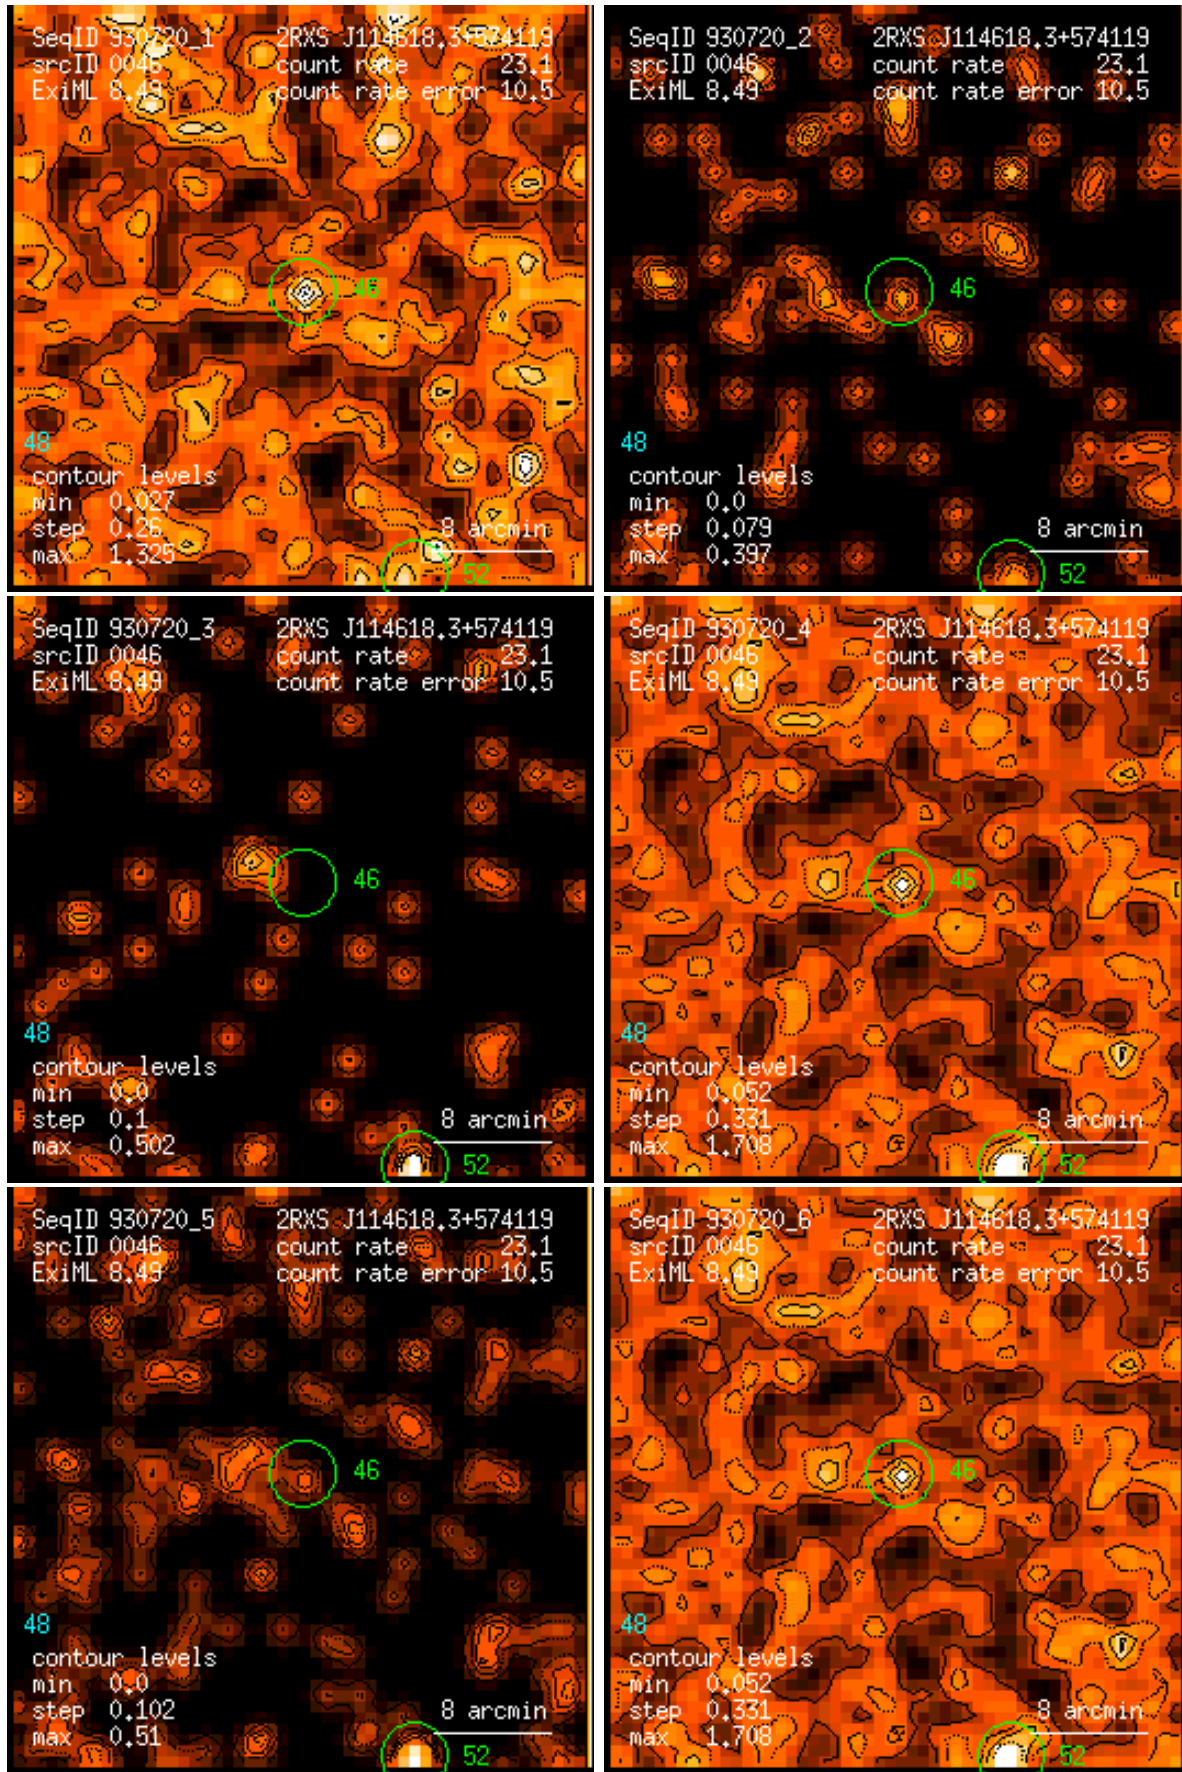 SeqID 930720_1 2RXS J114618.3+574119
srcID 0046 count rate 23.1
ExiML 8.49 count rate error 10.5
46
48
contour levels
min 0.027
step 0.26
max 1.325
8 arcmin
52
SeqID 930720_2 2RXS J114618.3+574119
srcID 0046 count rate 23.1
ExiML 8.49 count rate error 10.5
46
48
contour levels
min 0.0
step 0.079
max 0.397
8 arcmin
52
SeqID 930720_3 2RXS J114618.3+574119
srcID 0046 count rate 23.1
ExiML 8.49 count rate error 10.5
46
48
contour levels
min 0.0
step 0.1
max 0.502
8 arcmin
52
SeqID 930720_4 2RXS J114618.3+574119
srcID 0046 count rate 23.1
ExiML 8.49 count rate error 10.5
46
48
contour levels
min 0.052
step 0.331
max 1.708
8 arcmin
52
SeqID 930720_5 2RXS J114618.3+574119
srcID 0046 count rate 23.1
ExiML 8.49 count rate error 10.5
46
48
contour levels
min 0.0
step 0.102
max 0.51
8 arcmin
52
SeqID 930720_6 2RXS J114618.3+574119
srcID 0046 count rate 23.1
ExiML 8.49 count rate error 10.5
46
48
contour levels
min 0.052
step 0.331
max 1.708
8 arcmin
52